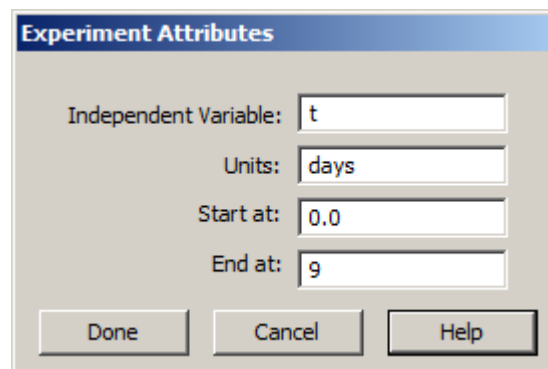 Experiment Attributes
Independent Variable: t
Units: days
Start at: 0.0
End at: 9
Done Cancel Help